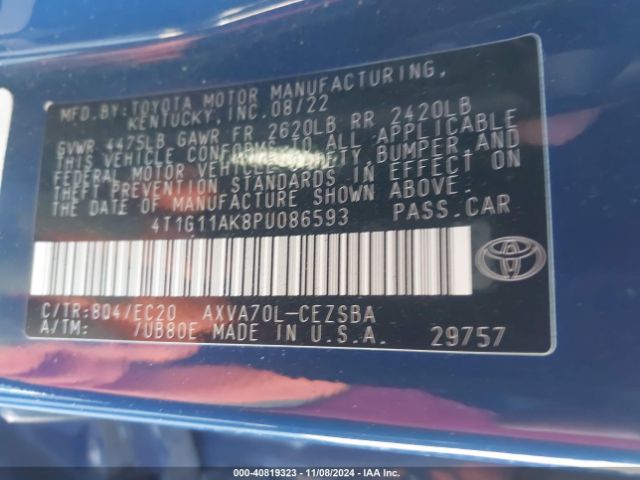 MFD.BY:TOYOTA MOTOR MANUFACTURING,
KENTUCKY,INC.08/22
GVWR 4475LB GAWR FR 2620LB RR 2420LB
THIS VEHICLE CONFORMS TO ALL APPLICABLE
FEDERAL MOTOR VEHICLE SAFETY,BUMPER,AND
THEFT PREVENTION STANDARDS IN EFFECT ON
THE DATE OF MANUFACTURE SHOWN ABOVE.
4T1G11AK8PU086593 PASS.CAR
C/TR:8Q4/EC20 AXVA70L-CEZSBA
A/TM: /UB80E MADE IN U.S.A. 29757
000-40819323 - 11/08/2024 - IAA Inc.